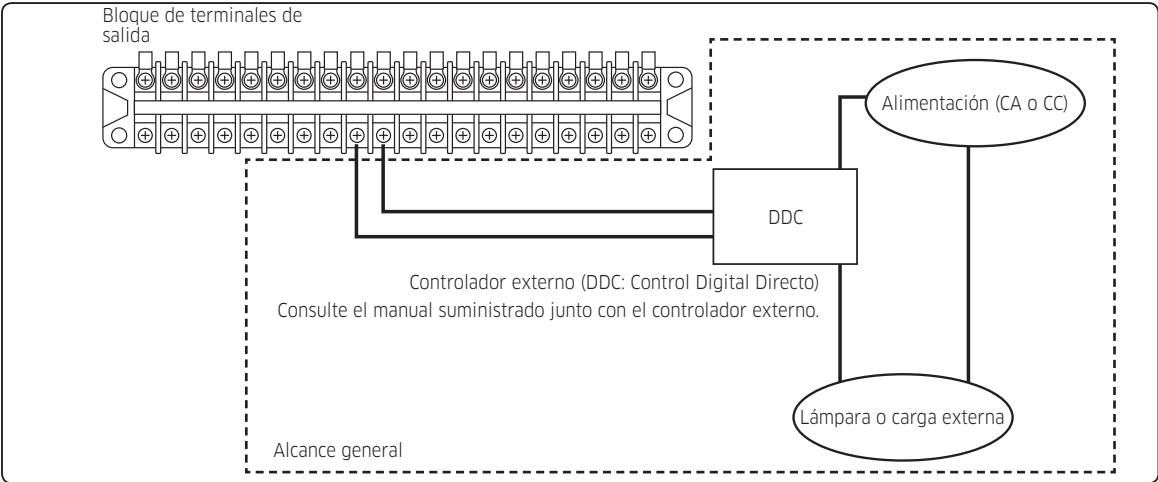 Bloque de terminales de
salida
Alimentación (CA o CC)
DDC
Controlador externo (DDC: Control Digital Directo)
Consulte el manual suministrado junto con el controlador externo.
Lámpara o carga externa
Alcance general